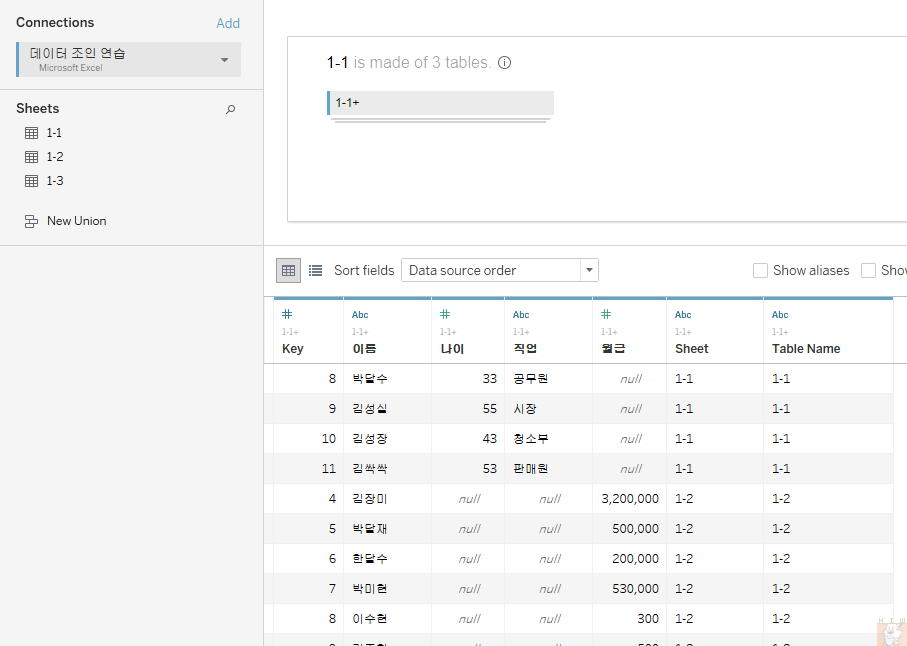 Connections Add
데이터 조인 연습
Microsoft Excel
Sheets
1-1
1-2
1-3
New Union
1-1 is made of 3 tables.
1-1+
Sort fields Data source order Show aliases Show
# Abc # Abc # Abc Abc
1-1+ 1-1+ 1-1+ 1-1+ 1-1+ 1-1+ 1-1+
Key 이름 나이 직업 월급 Sheet Table Name
8 박달수 33 공무원 null 1-1 1-1
9 김성실 55 시장 null 1-1 1-1
10 김성장 43 청소부 null 1-1 1-1
11 김싹싹 53 판매원 null 1-1 1-1
4 김장미 null null 3,200,000 1-2 1-2
5 박달재 null null 500,000 1-2 1-2
6 한달수 null null 200,000 1-2 1-2
7 박미현 null null 530,000 1-2 1-2
8 이수현 null null 300 1-2 1-2